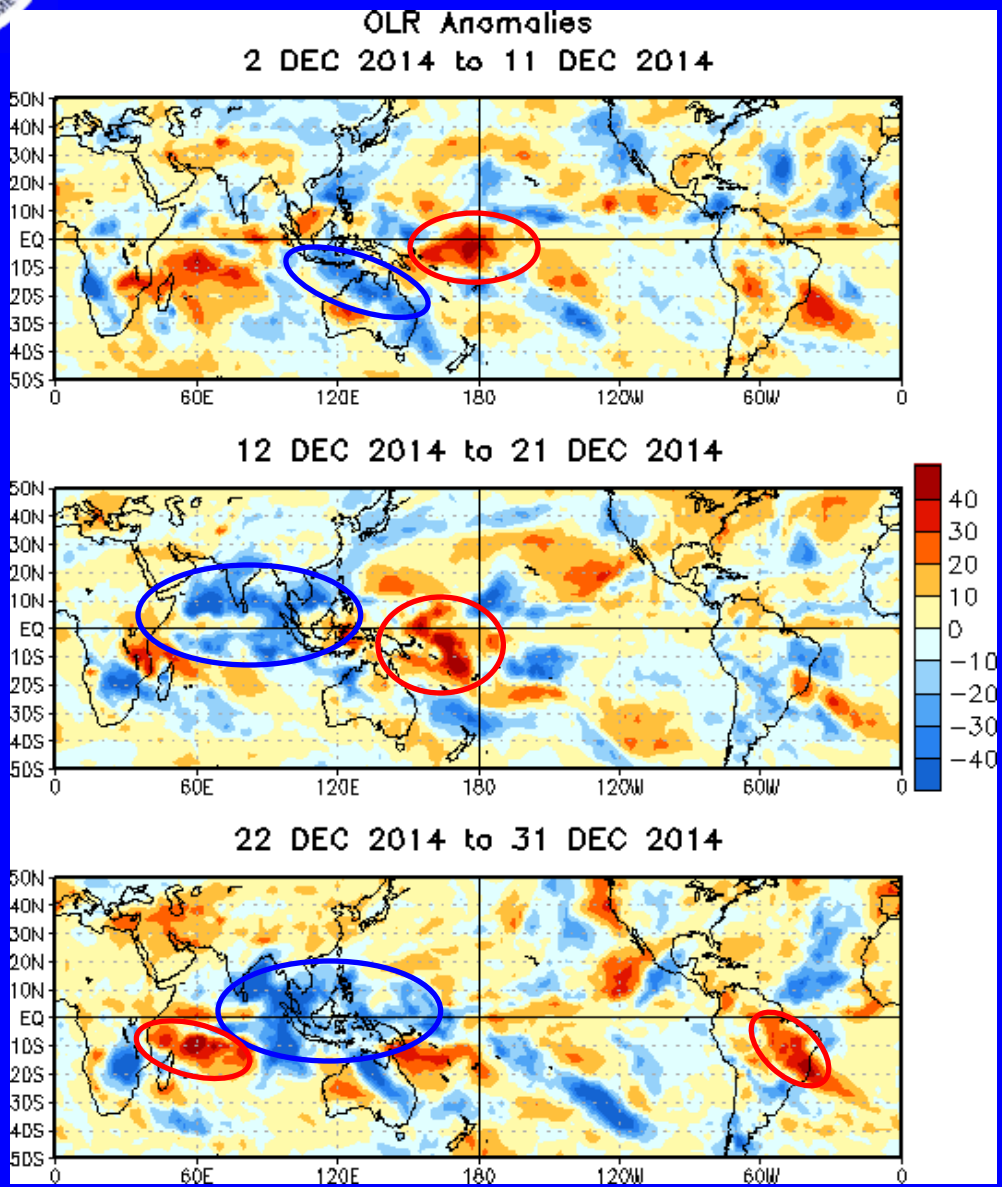 OLR Anomalies
2 DEC 2014 to 11 DEC 2014
50N
40N
30N
20N
10N
EQ
10S
20S
30S
40S
50S
0 60E 120E 180 120W 60W 0
12 DEC 2014 to 21 DEC 2014
50N
40N
30N
20N
10N
EQ
10S
20S
30S
40S
50S
0 60E 120E 180 120W 60W 0
40
30
20
10
0
-10
-20
-30
-40
22 DEC 2014 to 31 DEC 2014
50N
40N
30N
20N
10N
EQ
10S
20S
30S
40S
50S
0 60E 120E 180 120W 60W 0